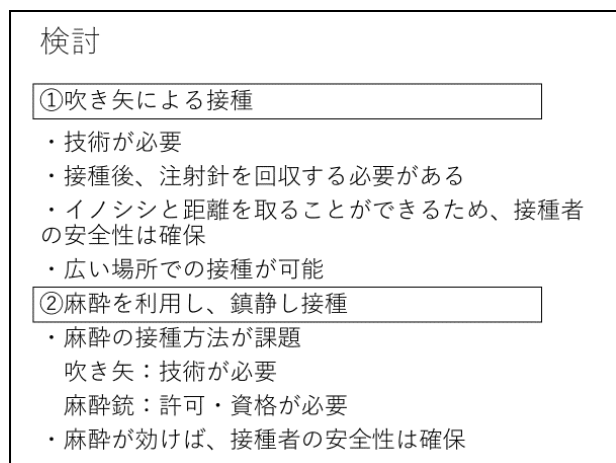 検討
①吹き矢による接種
・技術が必要
・接種後、注射針を回収する必要がある
・イノシシと距離を取ることができるため、接種者
の安全性は確保
・広い場所での接種が可能
②麻酔を利用し、鎮静し接種
・麻酔の接種方法が課題
吹き矢：技術が必要
麻酔銃：許可・資格が必要
・麻酔が効けば、接種者の安全性は確保